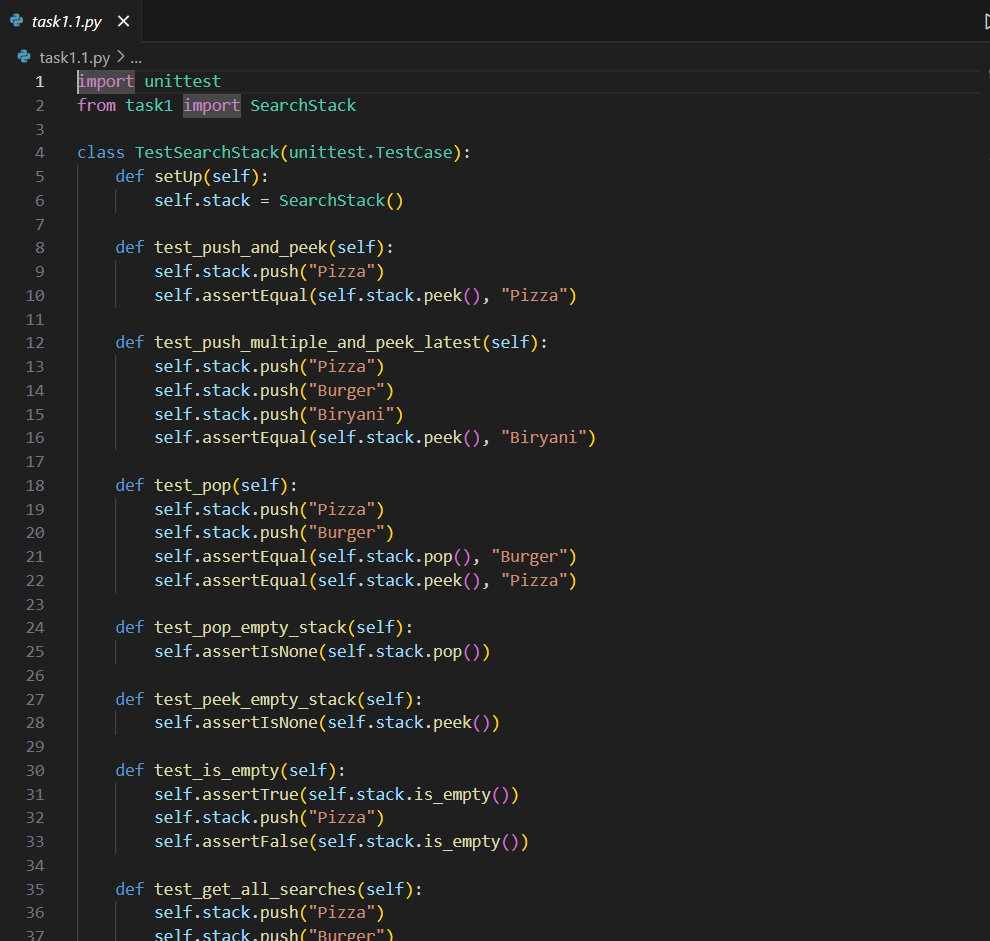 task1.1.py ×
task1.1.py > ...
1 import unittest
2 from task1 import SearchStack
3
4 class TestSearchStack(unittest.TestCase):
5     def setUp(self):
6         self.stack = SearchStack()
7
8     def test_push_and_peek(self):
9         self.stack.push("Pizza")
10         self.assertEqual(self.stack.peek(), "Pizza")
11
12     def test_push_multiple_and_peek_latest(self):
13         self.stack.push("Pizza")
14         self.stack.push("Burger")
15         self.stack.push("Biryani")
16         self.assertEqual(self.stack.peek(), "Biryani")
17
18     def test_pop(self):
19         self.stack.push("Pizza")
20         self.stack.push("Burger")
21         self.assertEqual(self.stack.pop(), "Burger")
22         self.assertEqual(self.stack.peek(), "Pizza")
23
24     def test_pop_empty_stack(self):
25         self.assertIsNone(self.stack.pop())
26
27     def test_peek_empty_stack(self):
28         self.assertIsNone(self.stack.peek())
29
30     def test_is_empty(self):
31         self.assertTrue(self.stack.is_empty())
32         self.stack.push("Pizza")
33         self.assertFalse(self.stack.is_empty())
34
35     def test_get_all_searches(self):
36         self.stack.push("Pizza")
37         self.stack.push("Burger")